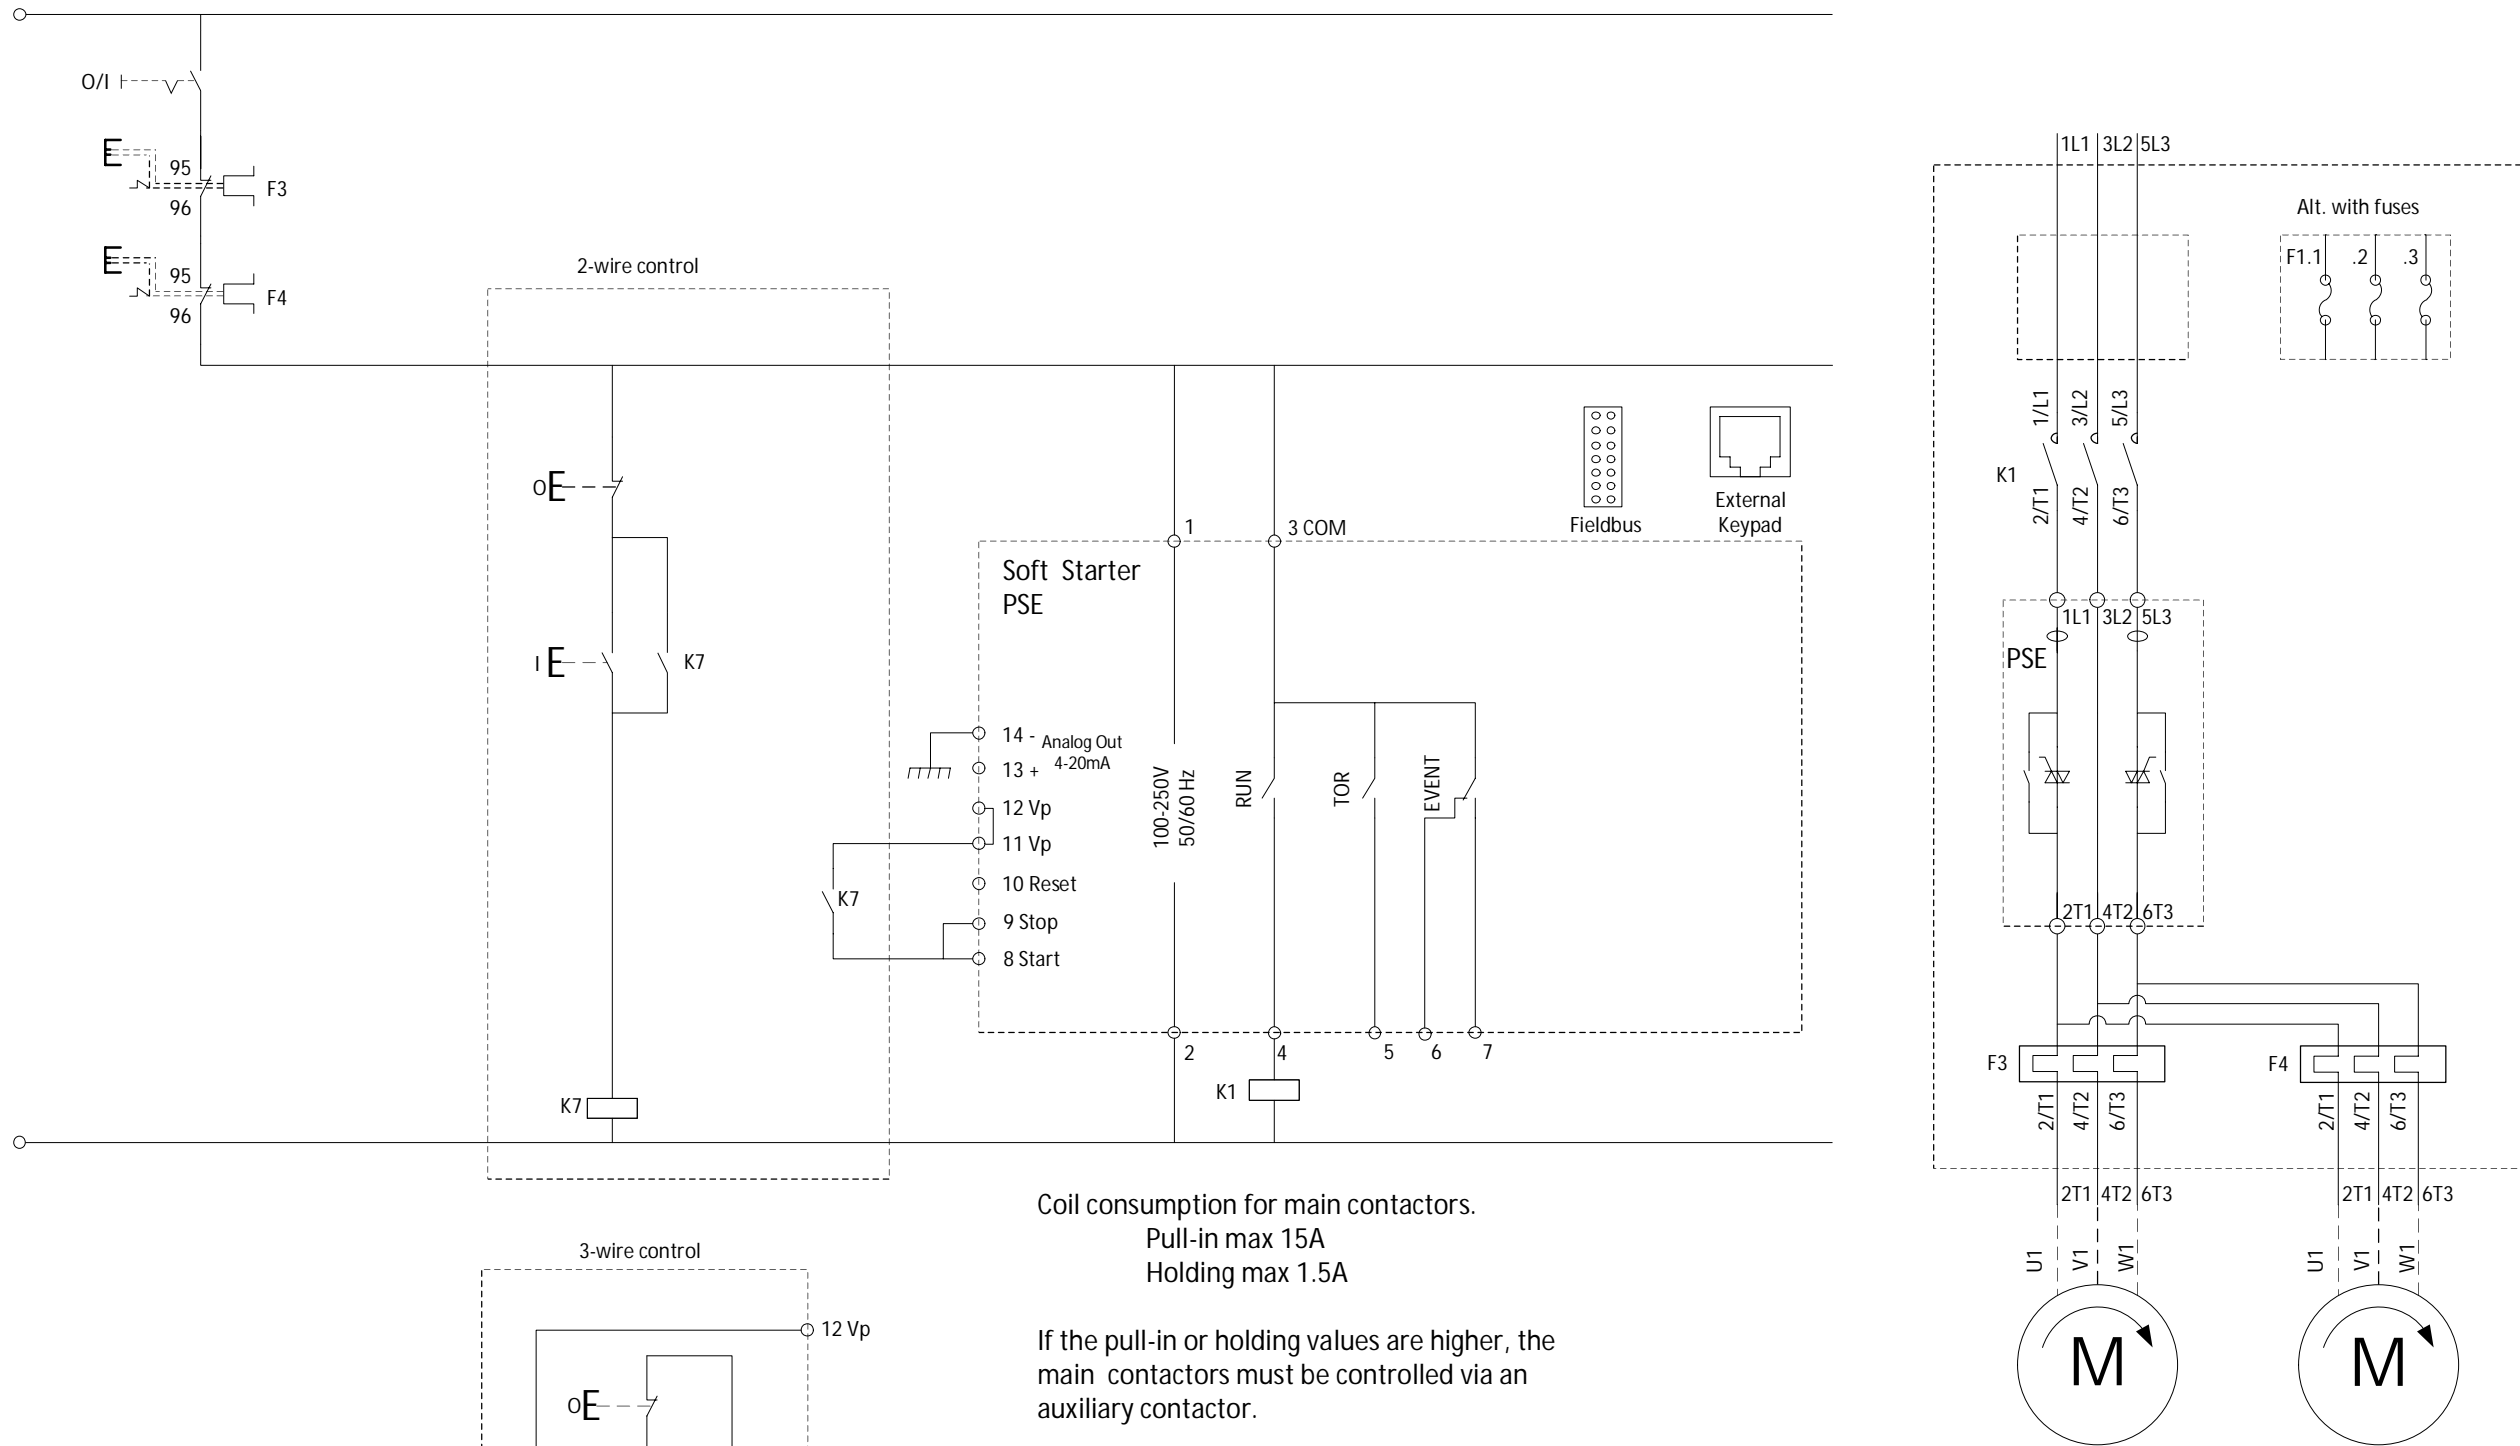 O/I
95
F3
96
95
F4
96
2-wire control
O
I
K7
K7
K7
1
3 COM
Soft Starter
PSE
14 -
Analog Out
4-20mA
13 +
12 Vp
11 Vp
10 Reset
9 Stop
8 Start
100-250V
50/60 Hz
RUN
TOR
EVENT
2
4
5
6
7
K1
Fieldbus
External
Keypad
Coil consumption for main contactors.
Pull-in max 15A
Holding max 1.5A
If the pull-in or holding values are higher, the
main contactors must be controlled via an
auxiliary contactor.
3-wire control
12 Vp
O
1L1 3L2 5L3
Alt. with fuses
F1.1 .2 .3
1/L1 3/L2 5/L3
K1
2/T1 4/T2 6/T3
1L1 3L2 5L3
PSE
2T1 4T2 6T3
F3
2/T1 4/T2 6/T3
F4
2/T1 4/T2 6/T3
2T1 4T2 6T3
2T1 4T2 6T3
U1 V1 W1
U1 V1 W1
M
M